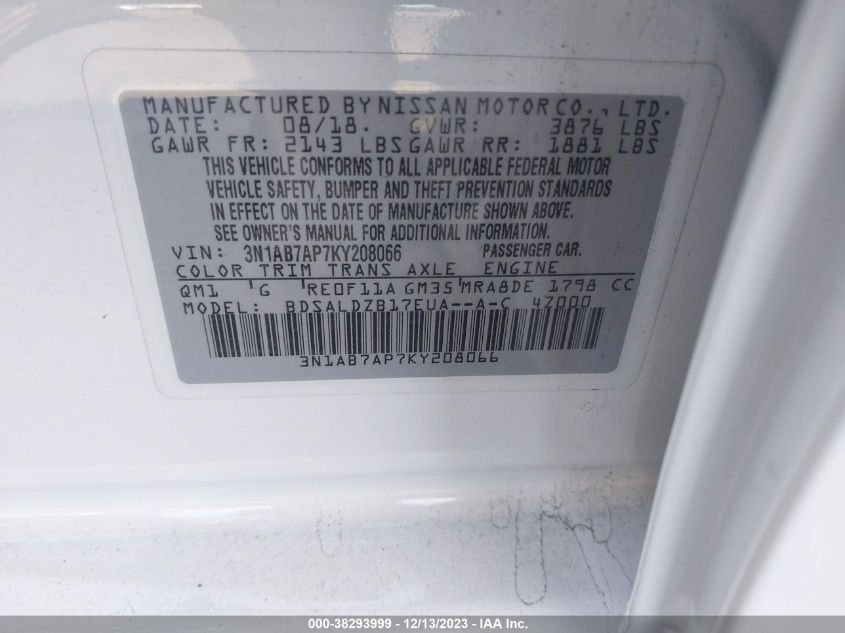 MANUFACTURED BY NISSAN MOTOR CO., LTD.
DATE: 08/18. GVWR: 3876 LBS
GAWR FR: 2143 LBS GAWR RR: 1881 LBS
THIS VEHICLE CONFORMS TO ALL APPLICABLE FEDERAL MOTOR
VEHICLE SAFETY, BUMPER AND THEFT PREVENTION STANDARDS
IN EFFECT ON THE DATE OF MANUFACTURE SHOWN ABOVE.
SEE OWNER'S MANUAL FOR ADDITIONAL INFORMATION.
VIN: 3N1AB7AP7KY208066 PASSENGER CAR.
COLOR TRIM TRANS AXLE ENGINE
QM1 'G 'RE0F11A GM35'MRA8DE 1798 CC
MODEL: BDSALDZB17EUA--A-C 4Z000
3N1AB7AP7KY208066
000-38293999 - 12/13/2023 - IAA Inc.